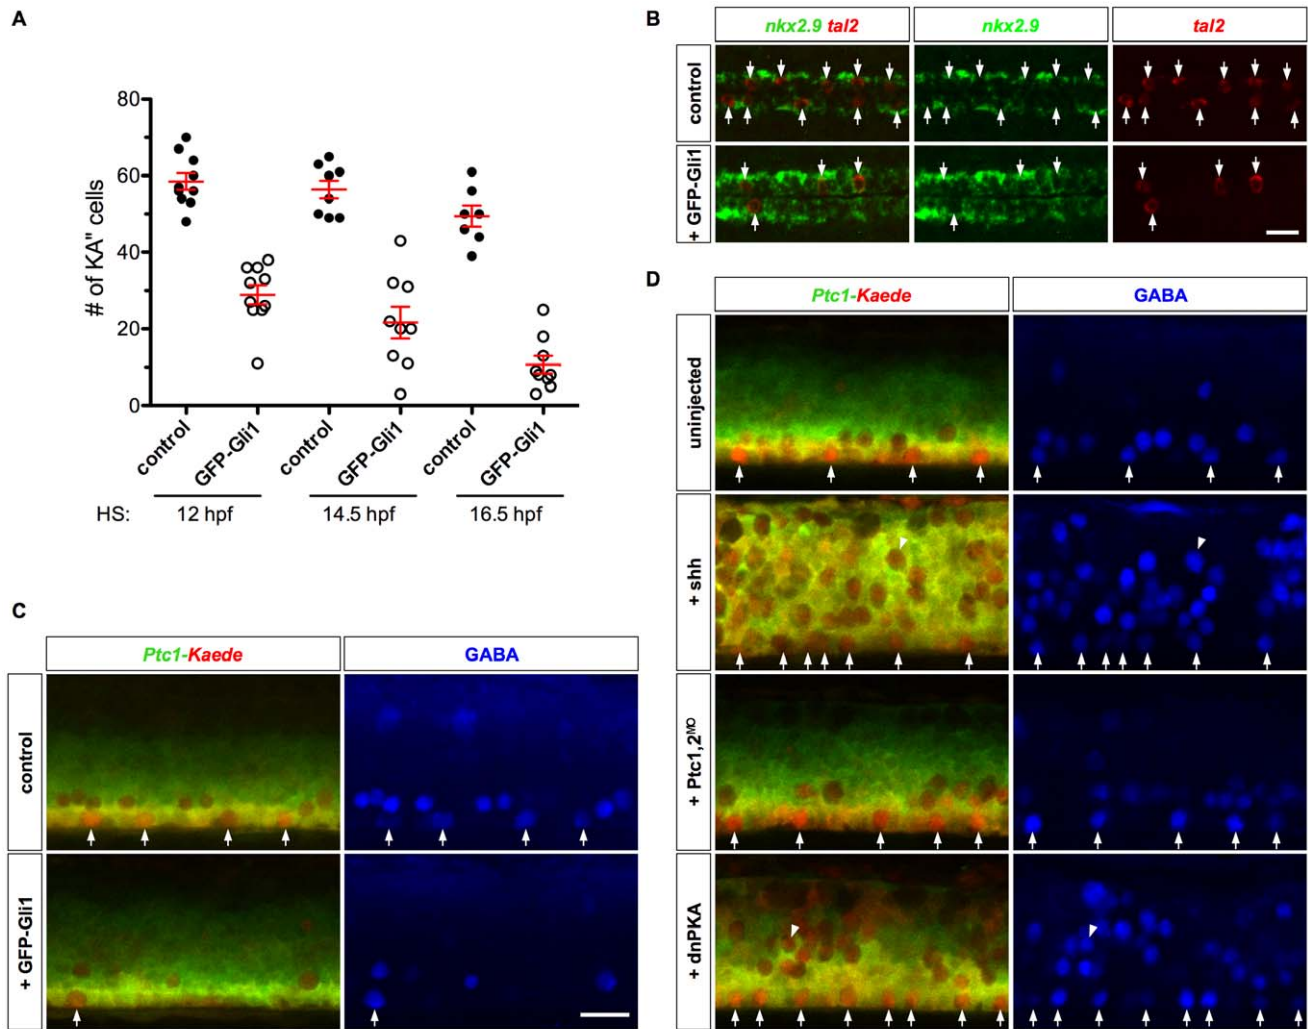 A
# of KA" cells
80
60
40
20
0
control
GFP-Gli1
control
GFP-Gli1
control
GFP-Gli1
HS: 12 hpf 14.5 hpf 16.5 hpf
B
nkx2.9 tal2 nkx2.9 tal2
control
+ GFP-Gli1
C
Ptc1-Kaede GABA
control
+ GFP-Gli1
D
Ptc1-Kaede GABA
uninjected
+ shh
+ Ptc1,2MO
+ dnPKA